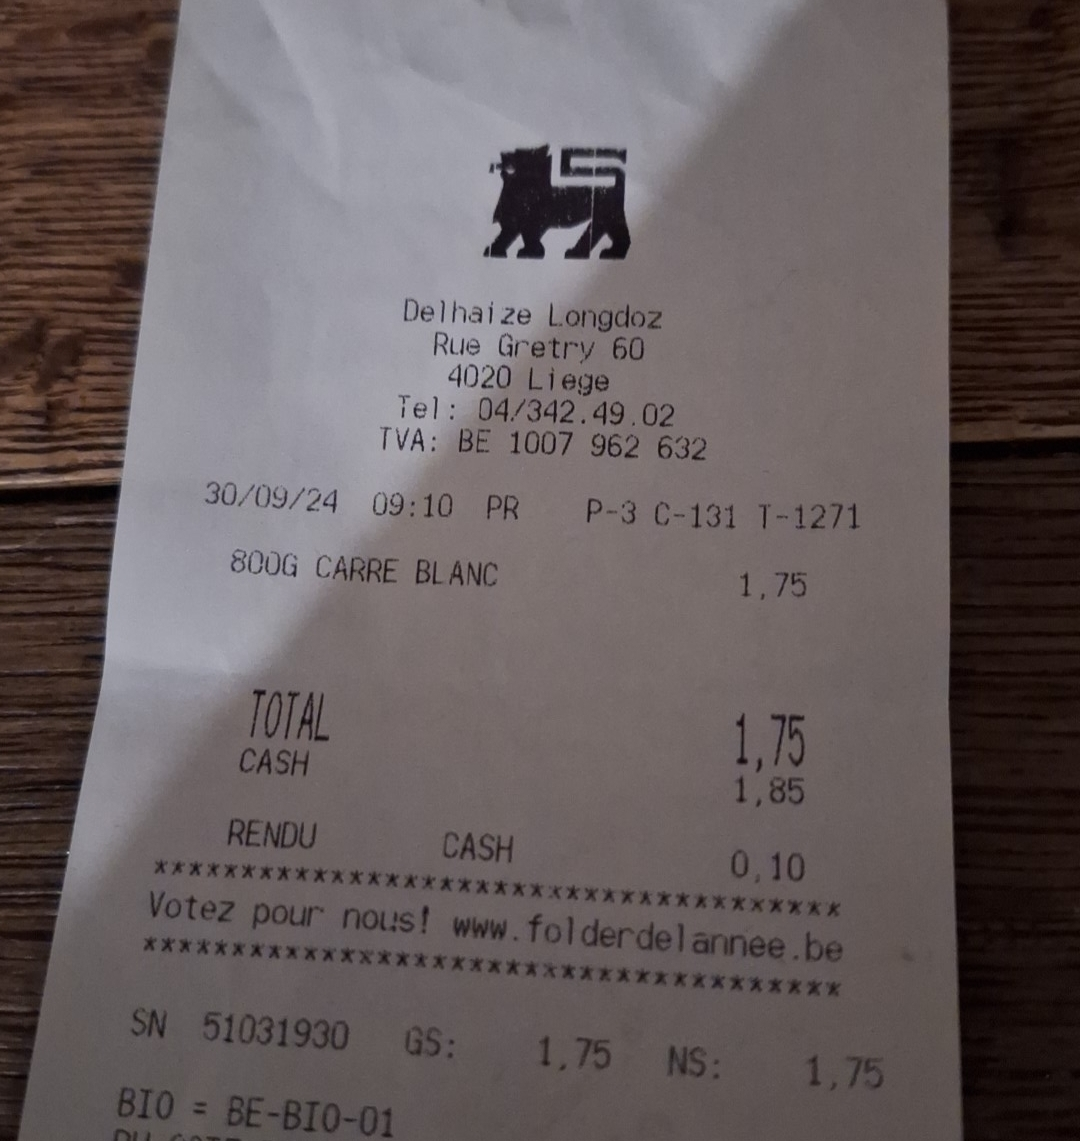 Delhaize Longdoz
Rue Gretry 60
4020 Liege
Tel: 04/342.49.02
TVA: BE 1007 962 632
30/09/24 09:10 PR P-3 C-131 T-1271
800G CARRE BLANC 1,75
TOTAL 1,75
CASH 1,85
RENDU CASH 0,10
****************************************
Votez pour nous! www.folderdelannee.be
****************************************
SN 51031930 GS: 1,75 NS: 1,75
BIO = BE-BIO-01